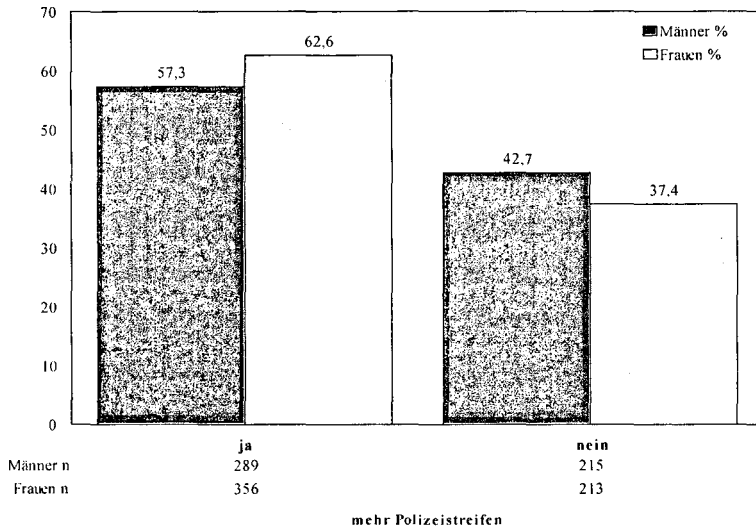 70
60
50
40
30
20
10
0
57,3
62,6
42,7
37,4
Männer %
Frauen %
ja nein
Männer n 289 215
Frauen n 356 213
mehr Polizeistreifen